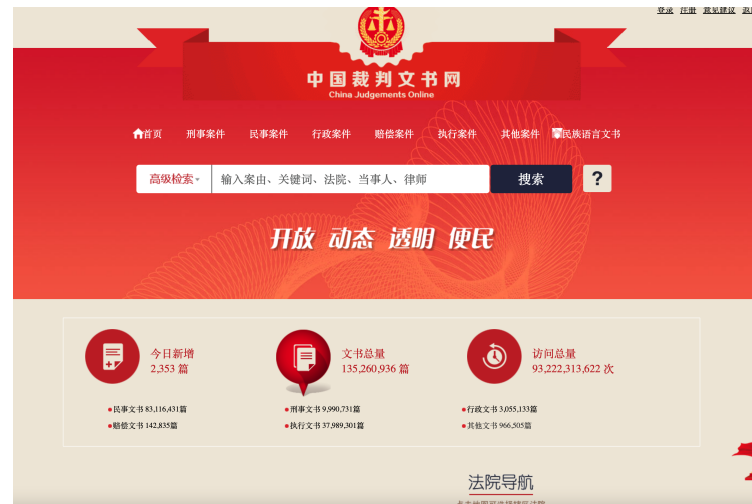 登录 注册 意见建议
中国裁判文书网
China Judgements Online
首页 刑事案件 民事案件 行政案件 赔偿案件 执行案件 其他案件 民族语言文书
高级检索 输入案由、关键词、法院、当事人、律师 搜索 ?
开放 动态 透明 便民
今日新增 文书总量 访问总量
2,353 篇 135,260,936 篇 93,222,313,622 次
●民事文书 83,116,431篇 ●刑事文书 9,990,731篇 ●行政文书 3,055,133篇
●赔偿文书 142,835篇 ●执行文书 37,989,301篇 ●其他文书 966,505篇
法院导航